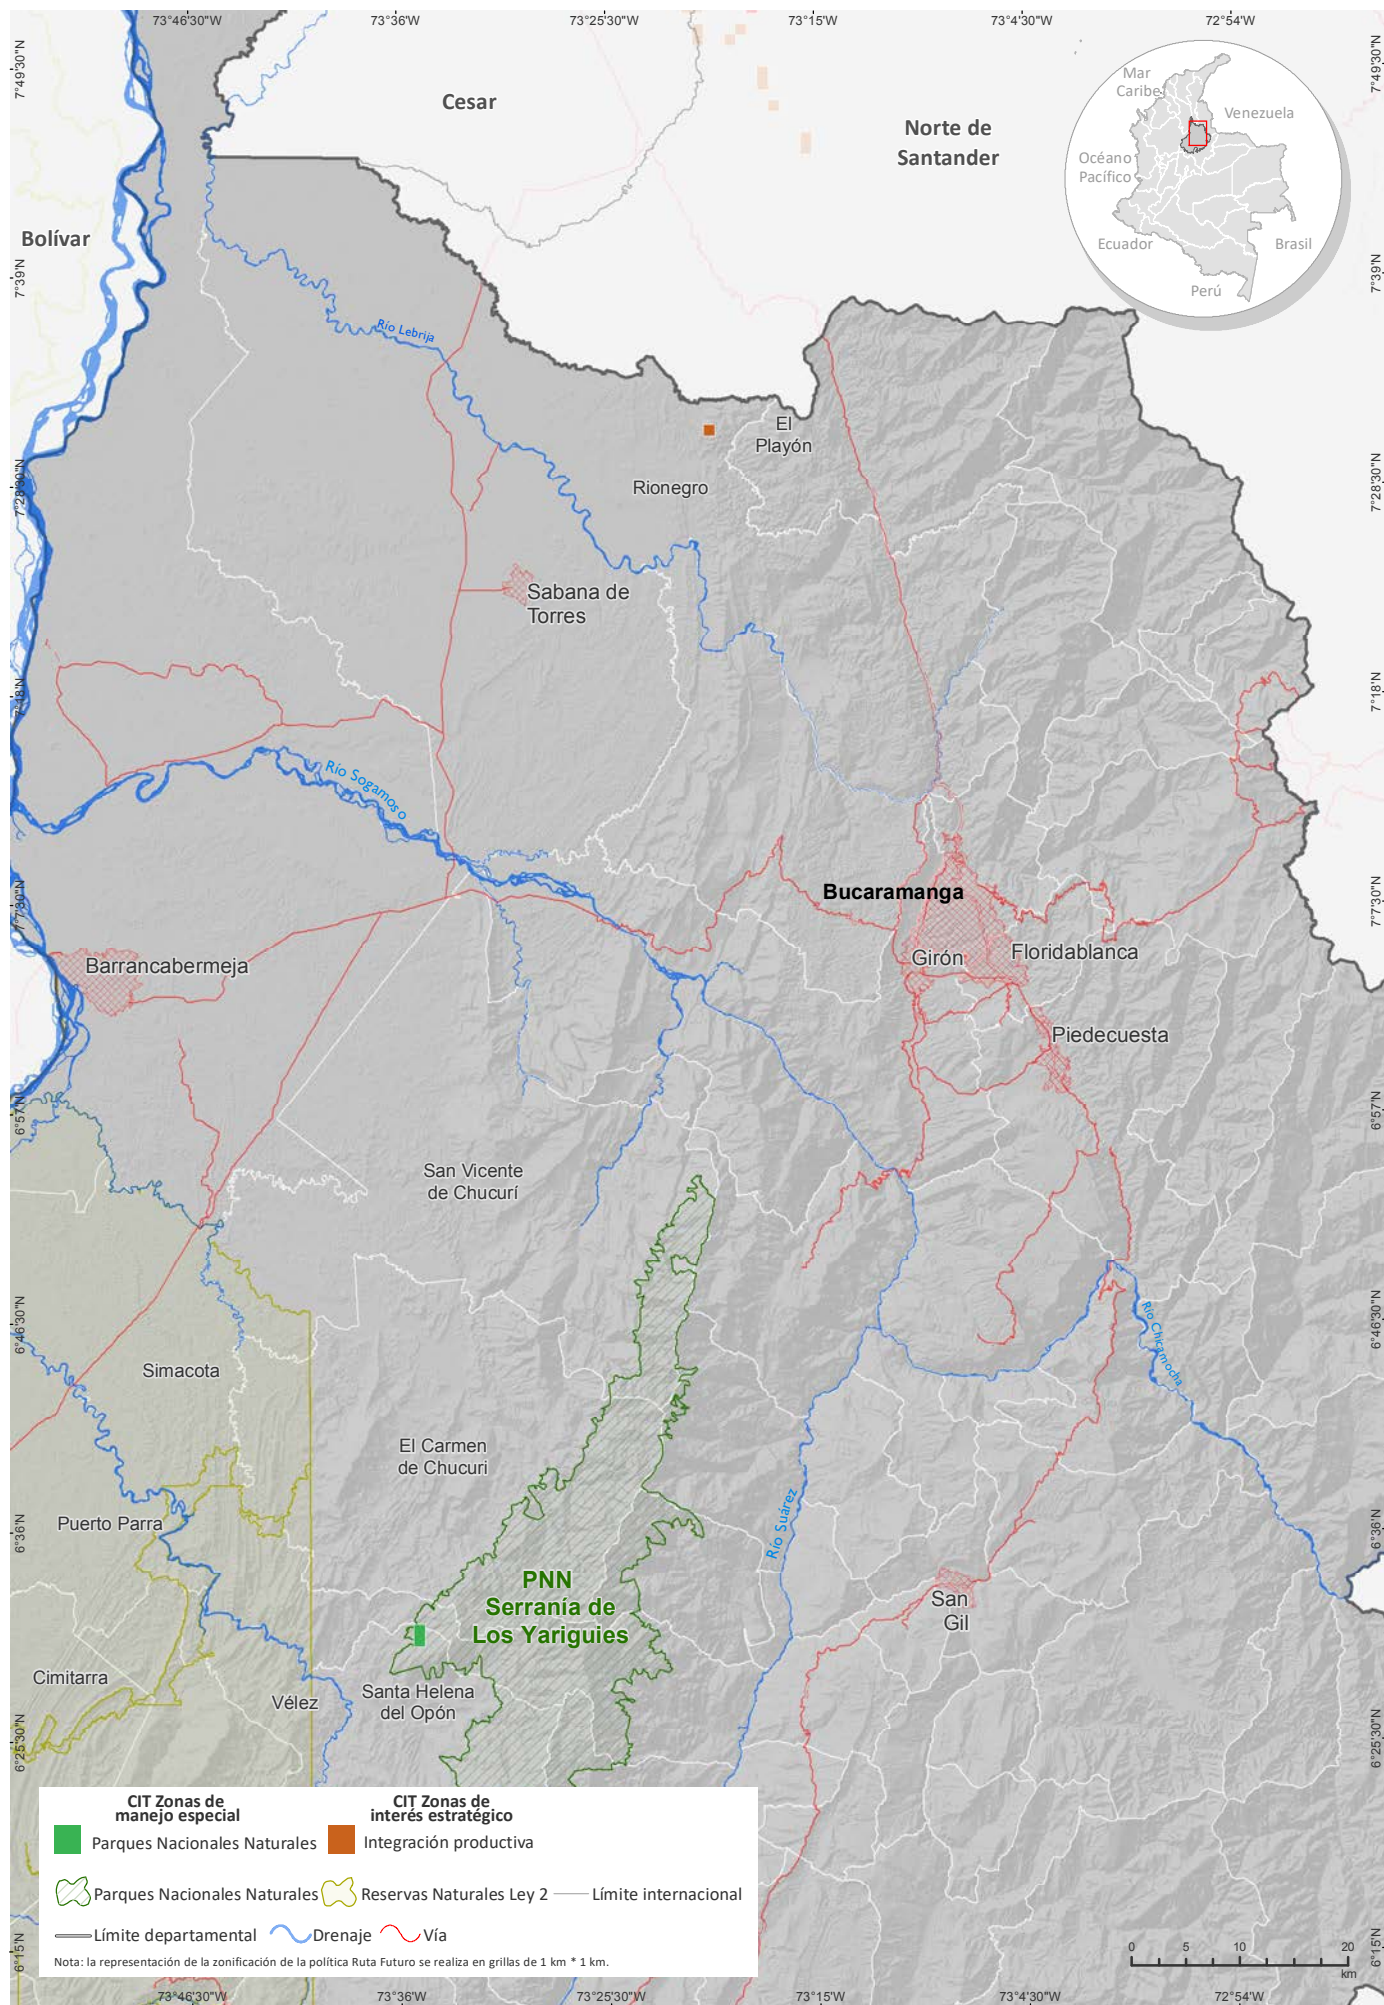 73°46'30"W
73°36'W
73°25'30"W
73°15'W
73°4'30"W
72°54'W
7°49'30"N
7°49'30"N
Cesar
Norte de
Santander
Mar
Caribe
Venezuela
Océano
Pacífico
Ecuador
Brasil
Perú
Bolívar
7°39'N
7°39'N
Río Lebrija
El
Playón
Rionegro
7°28'30"N
7°28'30"N
Sabana de
Torres
7°18'N
7°18'N
Río Sogamoso
Bucaramanga
7°7'30"N
7°7'30"N
Girón
Floridablanca
Barrancabermeja
Piedecuesta
6°57'N
6°57'N
San Vicente
de Chucurí
6°46'30"N
6°46'30"N
Río Chicamocha
Simacota
El Carmen
de Chucuri
Río Suárez
Puerto Parra
6°36'N
6°36'N
PNN
Serranía de
Los Yariguies
San
Gil
Cimitarra
Vélez
Santa Helena
del Opón
6°25'30"N
6°25'30"N
CIT Zonas de
manejo especial
CIT Zonas de
interés estratégico
Parques Nacionales Naturales
Integración productiva
Parques Nacionales Naturales
Reservas Naturales Ley 2
Límite internacional
Límite departamental
Drenaje
Vía
Nota: la representación de la zonificación de la política Ruta Futuro se realiza en grillas de 1 km * 1 km.
6°15'N
6°15'N
0 5 10 20
km
73°46'30"W
73°36'W
73°25'30"W
73°15'W
73°4'30"W
72°54'W